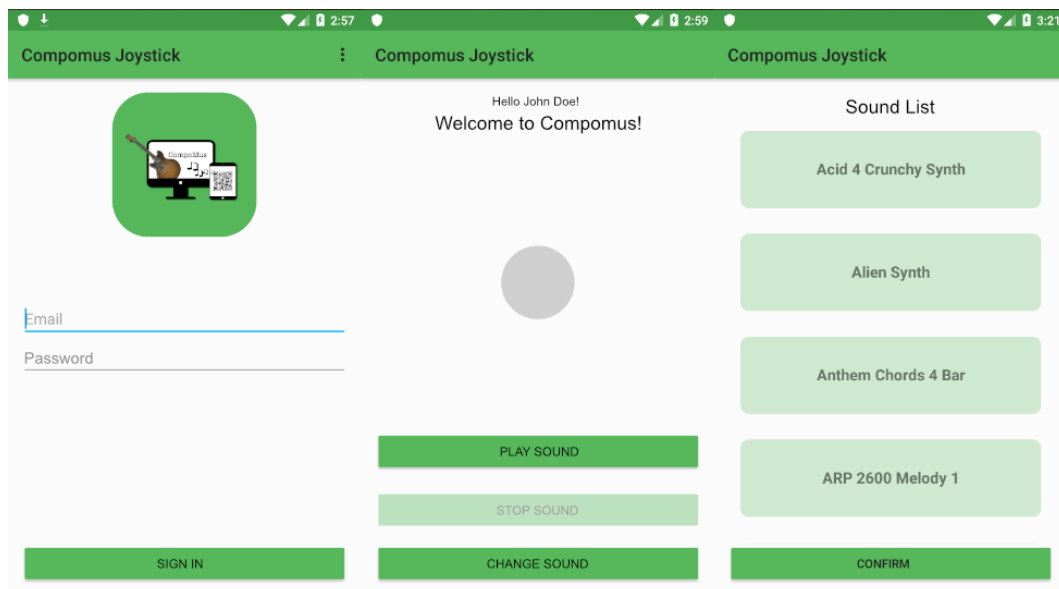 2:57
Compomus Joystick
CompoMus
Email
Password
SIGN IN
2:59
Compomus Joystick
Hello John Doe!
Welcome to Compomus!
PLAY SOUND
STOP SOUND
CHANGE SOUND
3:21
Compomus Joystick
Sound List
Acid 4 Crunchy Synth
Alien Synth
Anthem Chords 4 Bar
ARP 2600 Melody 1
CONFIRM